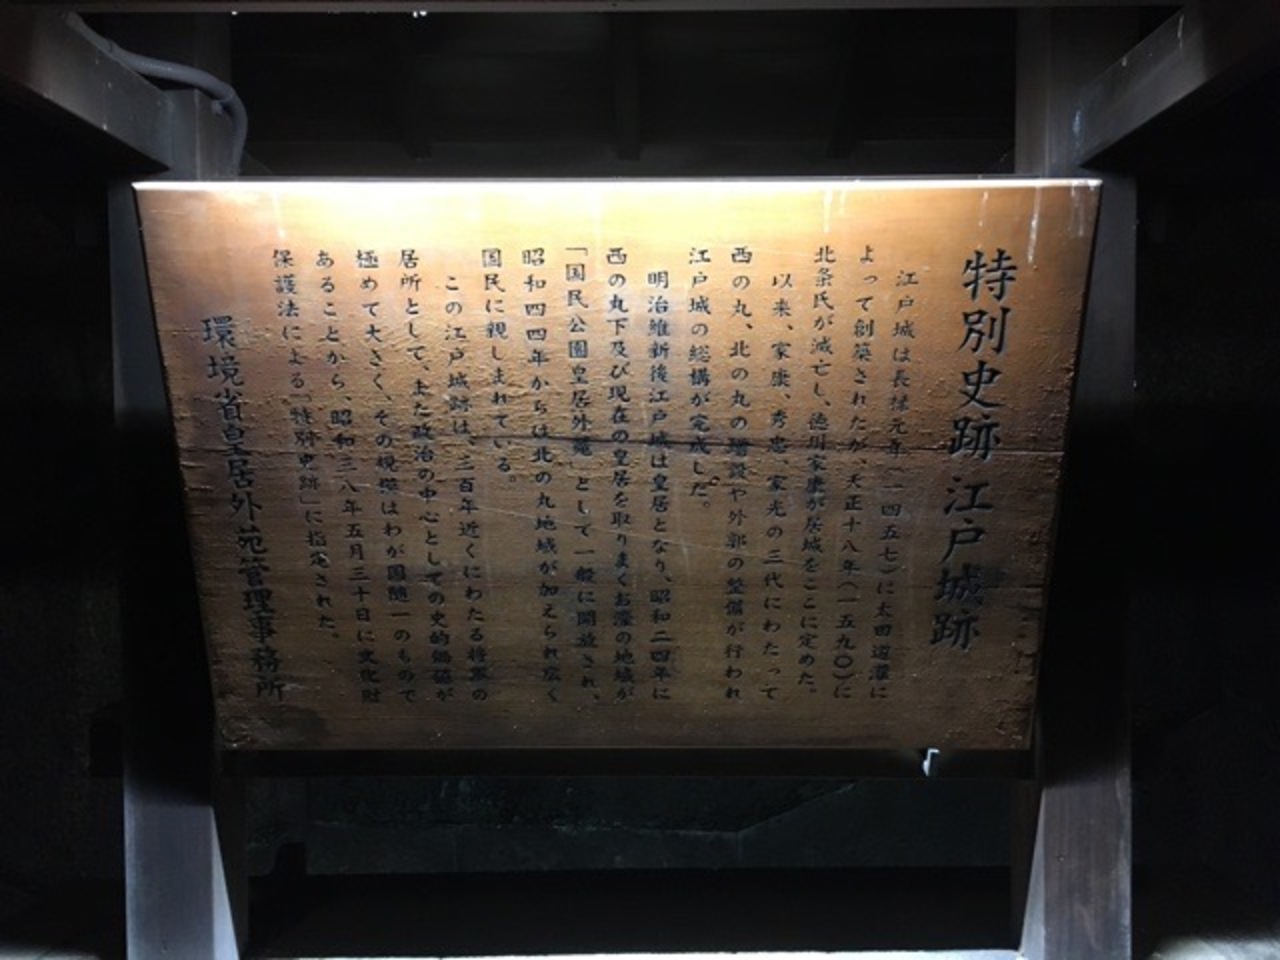 特別史跡 江戸城跡
江戸城は長禄元年(一四五七)に太田道灌に
よって創築されたが、天正十八年(一五九〇)に
北条氏が滅亡し、徳川家康が居城をここに定めた。
以来、家康、秀忠、家光の三代にわたって
西の丸、北の丸の増設や外郭の整備が行われ
江戸城の総構が完成した。
明治維新後江戸城は皇居となり、昭和二四年に
西の丸下及び現在の皇居を取りまくお濠の地域が
「国民公園皇居外苑」として一般に開放され、
昭和四四年からは北の丸地域が加えられ広く
国民に親しまれている。
この江戸城跡は、三百年近くにわたる将軍の
居所として、また政治の中心としての史的価値が
極めて大きく、その規模はわが国随一のもので
あることから、昭和三八年五月三十日に文化財
保護法による「特別史跡」に指定された。
環境省皇居外苑管理事務所